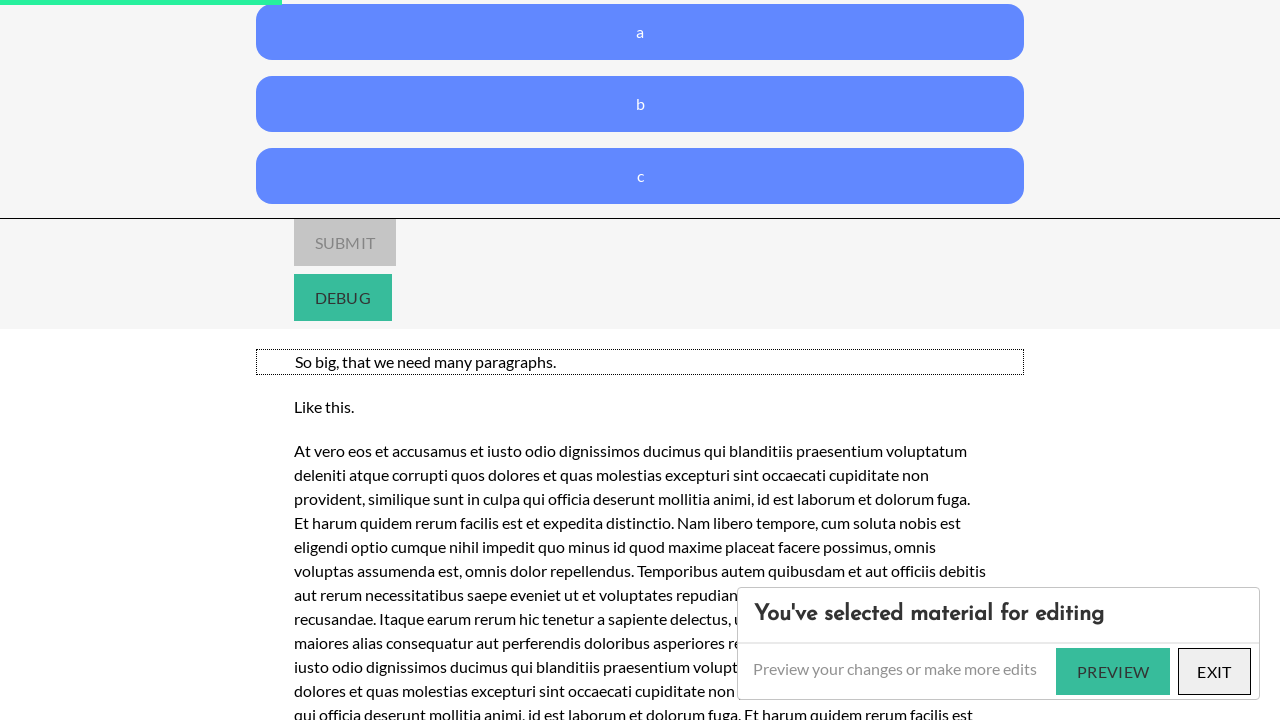 a
b
c
SUBMIT
DEBUG
So big, that we need many paragraphs.
Like this.
At vero eos et accusamus et iusto odio dignissimos ducimus qui blanditiis praesentium voluptatum
deleniti atque corrupti quos dolores et quas molestias excepturi sint occaecati cupiditate non
provident, similique sunt in culpa qui officia deserunt mollitia animi, id est laborum et dolorum fuga.
Et harum quidem rerum facilis est et expedita distinctio. Nam libero tempore, cum soluta nobis est
eligendi optio cumque nihil impedit quo minus id quod maxime placeat facere possimus, omnis
voluptas assumenda est, omnis dolor repellendus. Temporibus autem quibusdam et aut officiis debitis
aut rerum necessitatibus saepe eveniet ut et voluptates
recusandae. Itaque earum rerum hic tenetur a sapiente delectus,
maiores alias consequatur aut perferendis doloribus asperiores
iusto odio dignissimos ducimus qui blanditiis praesentium
dolores et quas molestias excepturi sint occaecati cupiditate non
qui officia deserunt mollitia animi, id est laborum et dolorum fuga. Et harum quidem rerum facilis est
You've selected material for editing
Preview your changes or make more edits
PREVIEW
EXIT